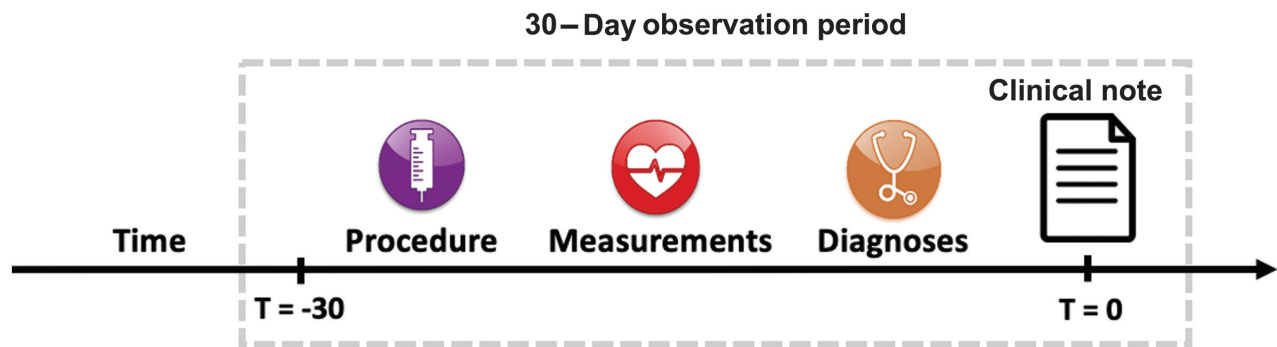 30–Day observation period
Clinical note
Time
Procedure
Measurements
Diagnoses
T = -30
T = 0